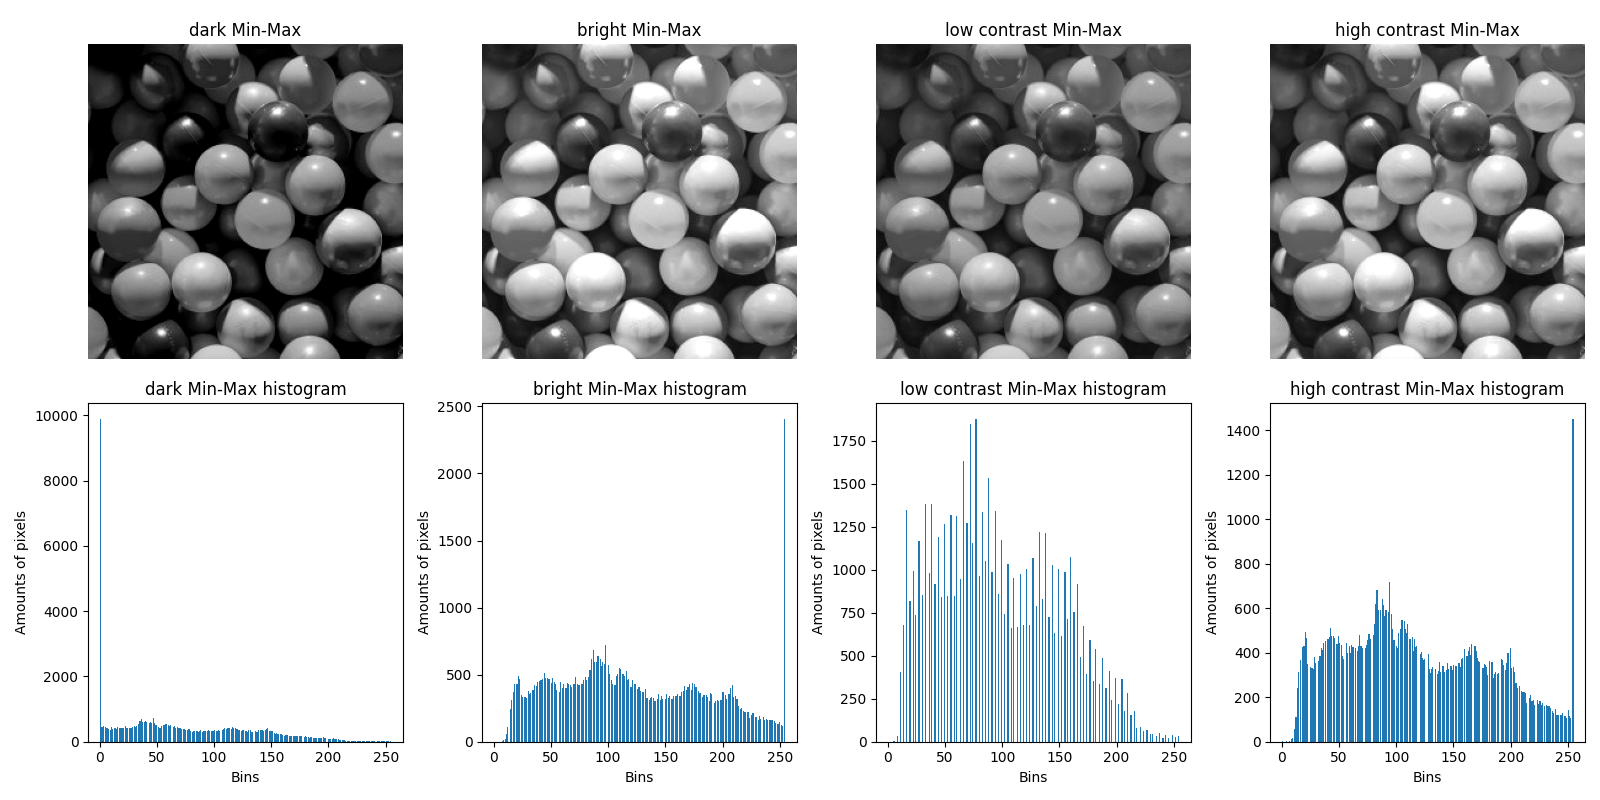 dark Min-Max
bright Min-Max
low contrast Min-Max
high contrast Min-Max
dark Min-Max histogram
bright Min-Max histogram
low contrast Min-Max histogram
high contrast Min-Max histogram
Amounts of pixels
10000
8000
6000
4000
2000
0
0 50 100 150 200 250
Bins
Amounts of pixels
2500
2000
1500
1000
500
0
0 50 100 150 200 250
Bins
Amounts of pixels
1750
1500
1250
1000
750
500
250
0
0 50 100 150 200 250
Bins
Amounts of pixels
1400
1200
1000
800
600
400
200
0
0 50 100 150 200 250
Bins